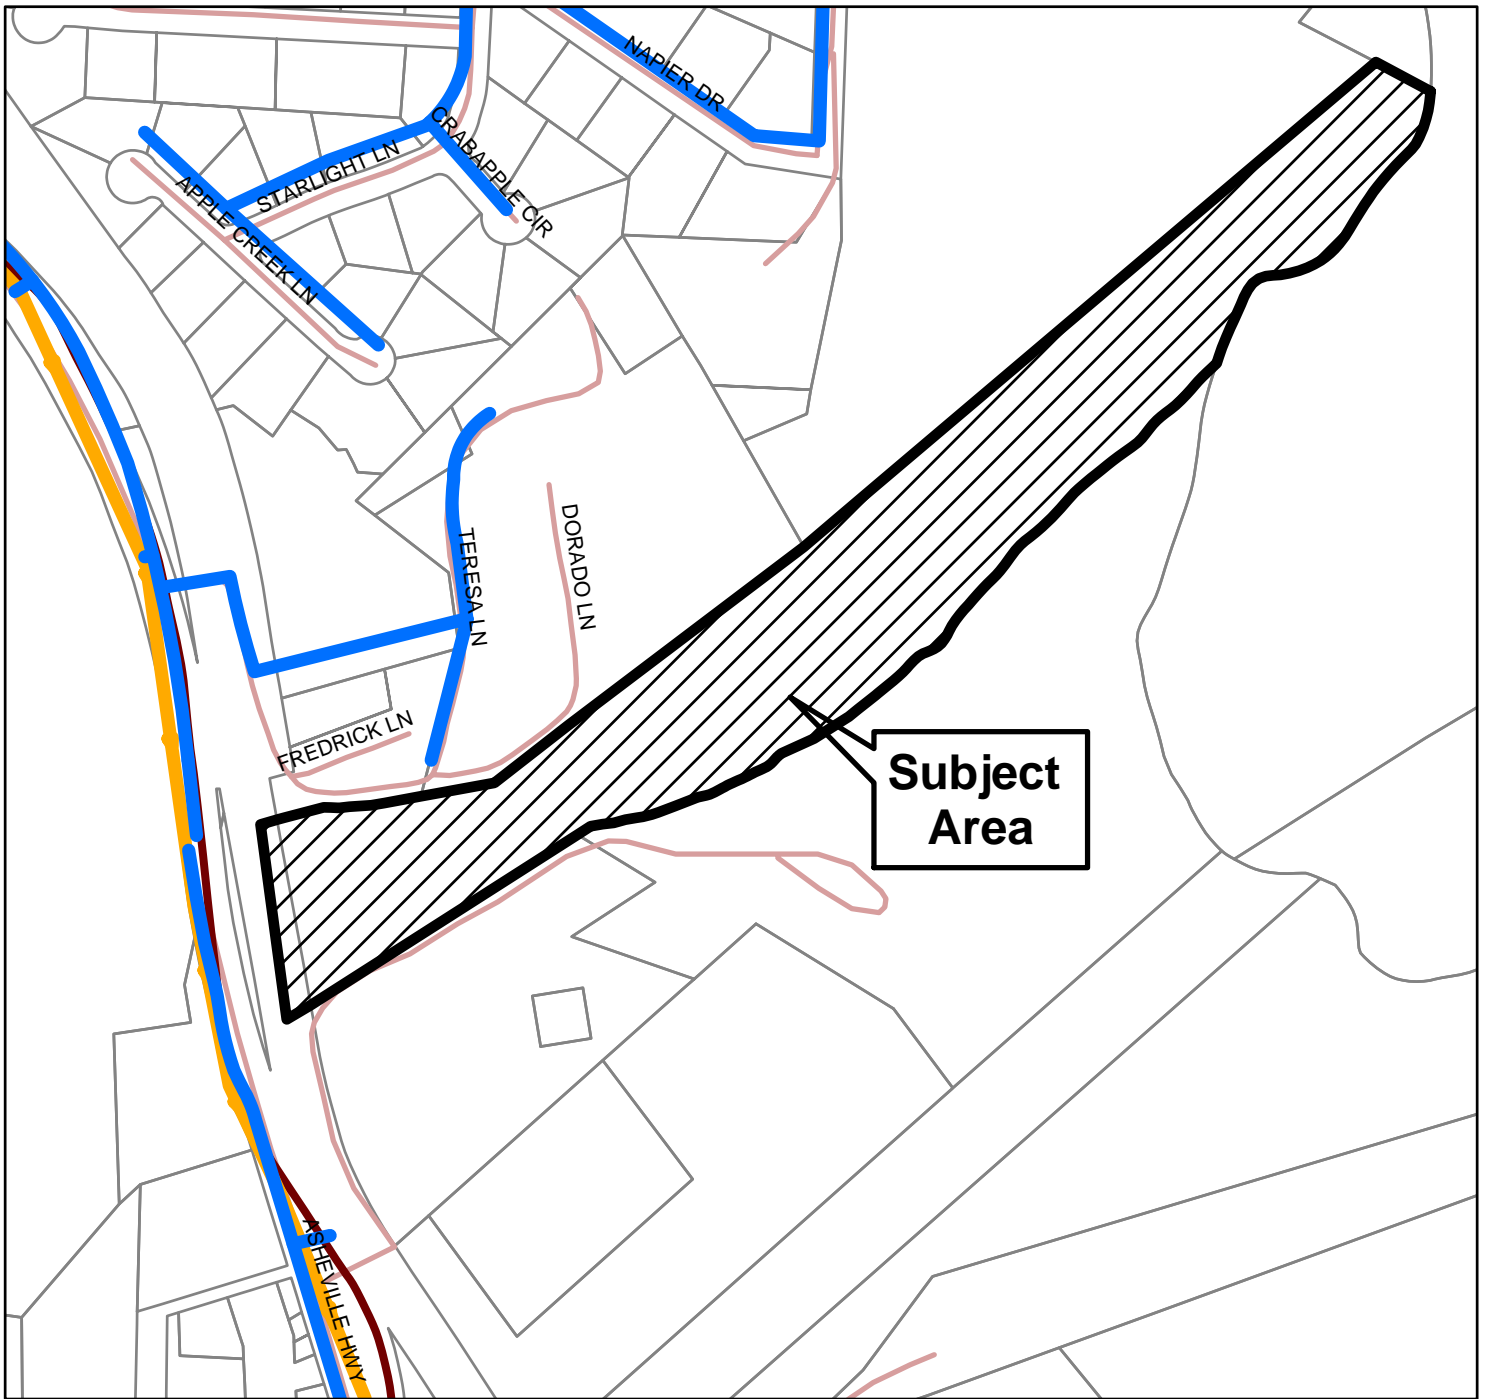 NAPIER DR
CRABAPPLE CIR
STARLIGHT LN
APPLE CREEK LN
DORADO LN
TERESA LN
FREDRICK LN
Subject
Area
ASHEVILLE HWY